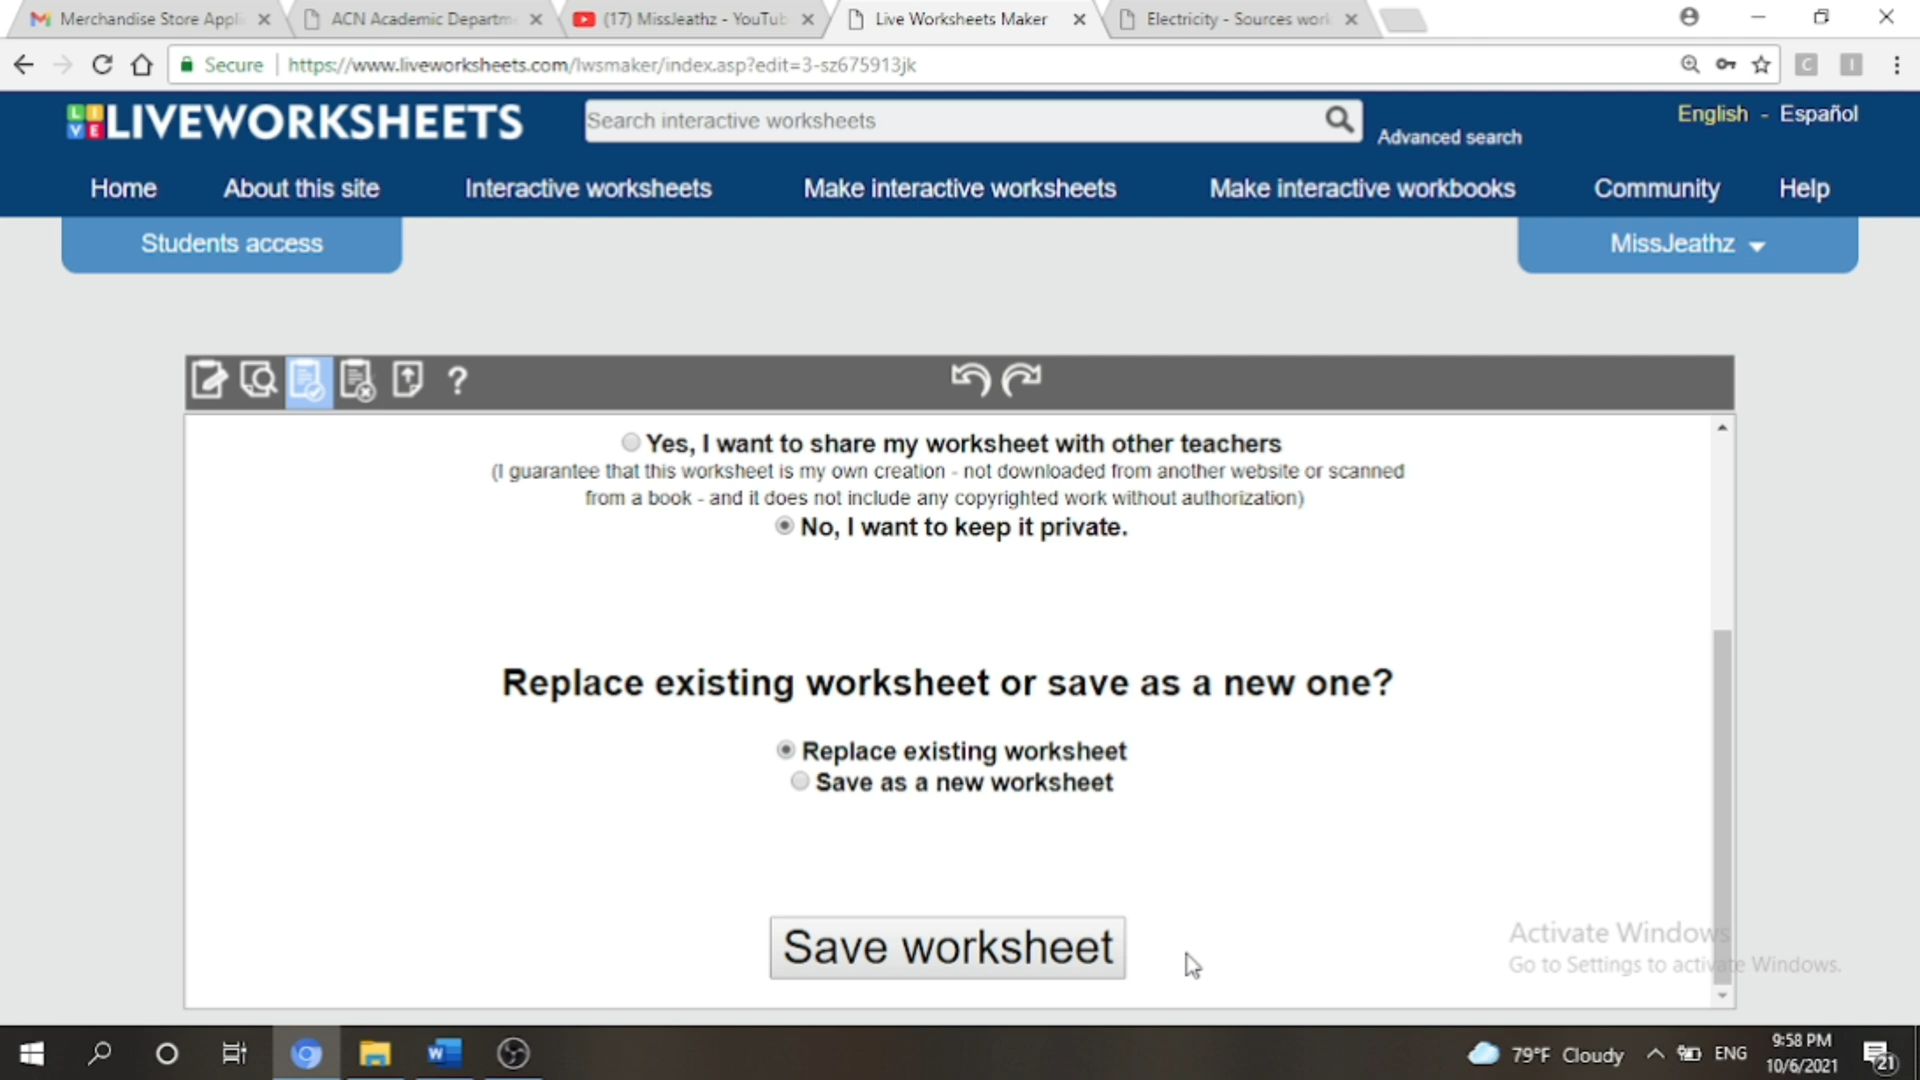 Merchandise Store Appli
ACN Academic Departm
(17) MissJeathz - YouTub
Live Worksheets Maker
Electricity - Sources work
Secure
https://www.liveworksheets.com/lwsmaker/index.asp?edit=3-sz675913jk
LIVE LIVEWORKSHEETS
Search interactive worksheets
Advanced search
English - Español
Home
About this site
Interactive worksheets
Make interactive worksheets
Make interactive workbooks
Community
Help
Students access
MissJeathz
?
Yes, I want to share my worksheet with other teachers
(I guarantee that this worksheet is my own creation - not downloaded from another website or scanned
from a book - and it does not include any copyrighted work without authorization)
No, I want to keep it private.
Replace existing worksheet or save as a new one?
Replace existing worksheet
Save as a new worksheet
Save worksheet
Activate Windows
Go to Settings to activate Windows.
79°F Cloudy
ENG
9:58 PM
10/6/2021
21